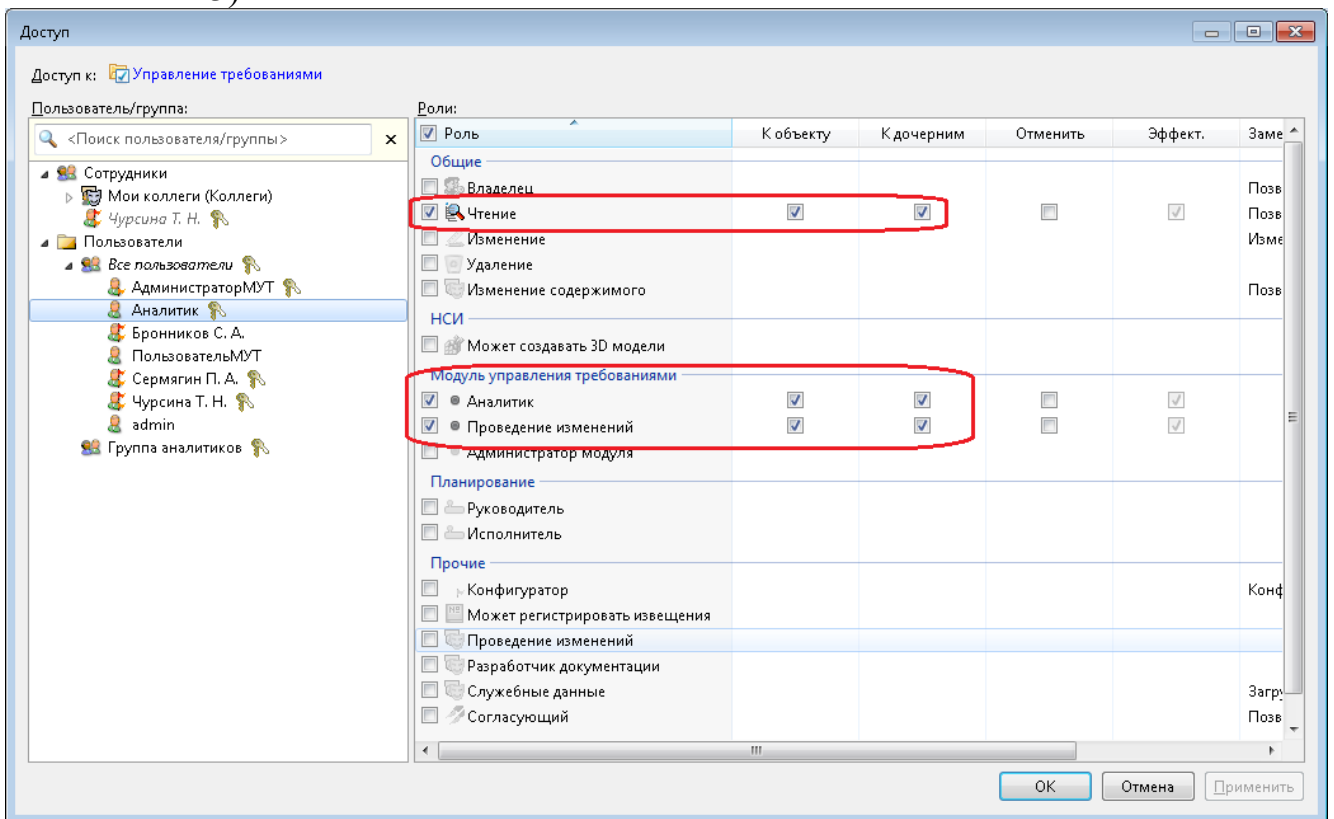 Доступ
Доступ к: Управление требованиями
Пользователь/группа: Роли:
<Поиск пользователя/группы> x
Роль К объекту К дочерним Отменить Эффект. Заме
Сотрудники
Мои коллеги (Коллеги)
Чурсина Т. Н.
Пользователи
Все пользователи
АдминистраторМУТ
Аналитик
Бронников С. А.
ПользовательМУТ
Сермягин П. А.
Чурсина Т. Н.
admin
Группа аналитиков
Общие
Владелец Позв
Чтение Позв
Изменение Изме
Удаление
Изменение содержимого Позв
НСИ
Может создавать 3D модели
Модуль управления требованиями
Аналитик
Проведение изменений
Администратор модуля
Планирование
Руководитель
Исполнитель
Прочие
Конфигуратор Конф
Может регистрировать извещения
Проведение изменений
Разработчик документации
Служебные данные Загру
Согласующий Позв
OK Отмена Применить